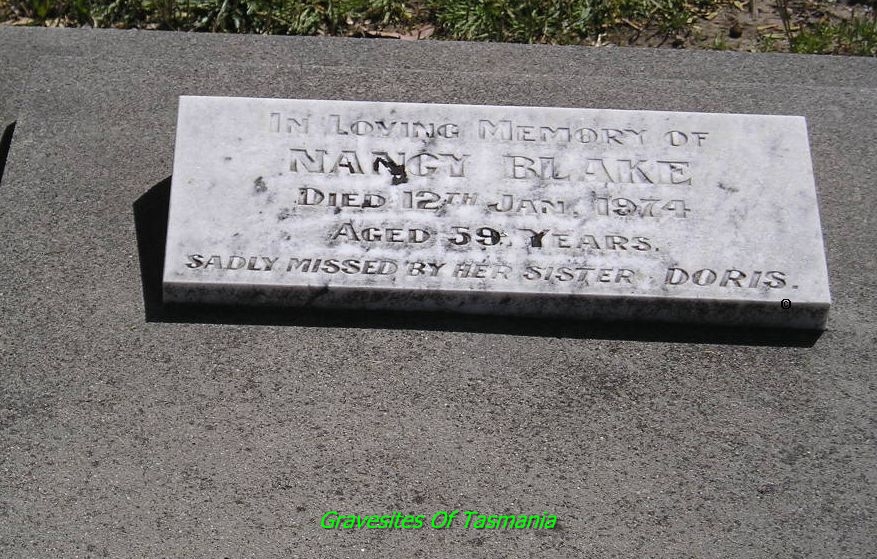 In Loving Memory of
NANCY BLAKE
Died 12th Jan. 1974
Aged 59 Years.
SADLY MISSED BY HER SISTER DORIS.
©
Gravesites Of Tasmania